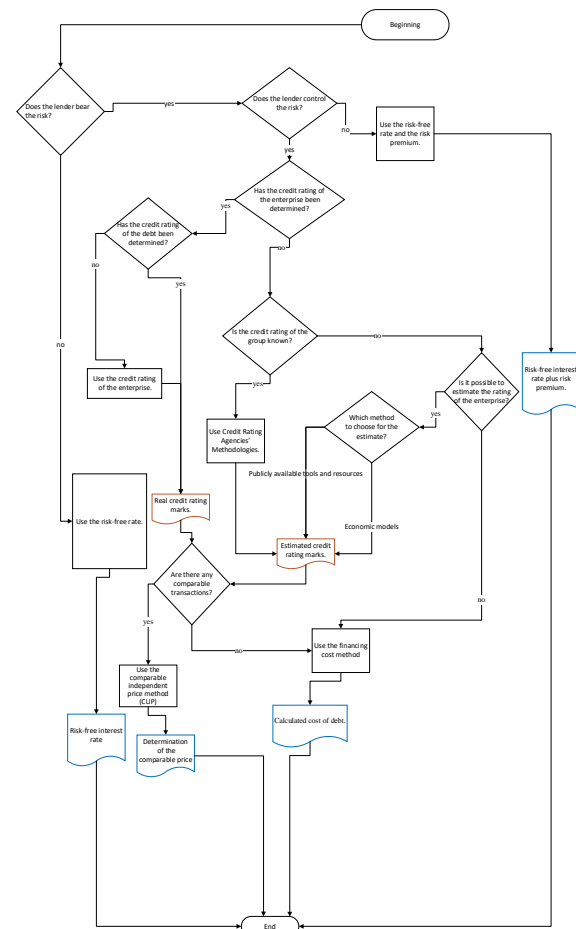 Beginning
Does the lender bear
the risk?
yes
Does the lender control
the risk?
no
Use the risk-free
rate and the risk
premium.
yes
Has the credit rating of
the enterprise been
determined?
yes
Has the credit rating
of the debt been
determined?
no
no
yes
Is the credit rating of the
group known?
no
no
Use the credit rating
of the enterprise.
yes
Is it possible to
estimate the rating
of the enterprise?
Risk-free interest
rate plus risk
premium.
yes
Which method
to choose for the
estimate?
Use Credit Rating
Agencies'
Methodologies.
Publicly available tools and resources
Real credit rating
marks.
Use the risk-free rate.
Economic models
Estimated credit
rating marks.
Are there any
comparable
transactions?
no
yes
no
Use the financing
cost method
Use the
comparable
independent
price method
(CUP)
Calculated cost of debt.
Risk-free interest
rate
Determination
of the
comparable price
End